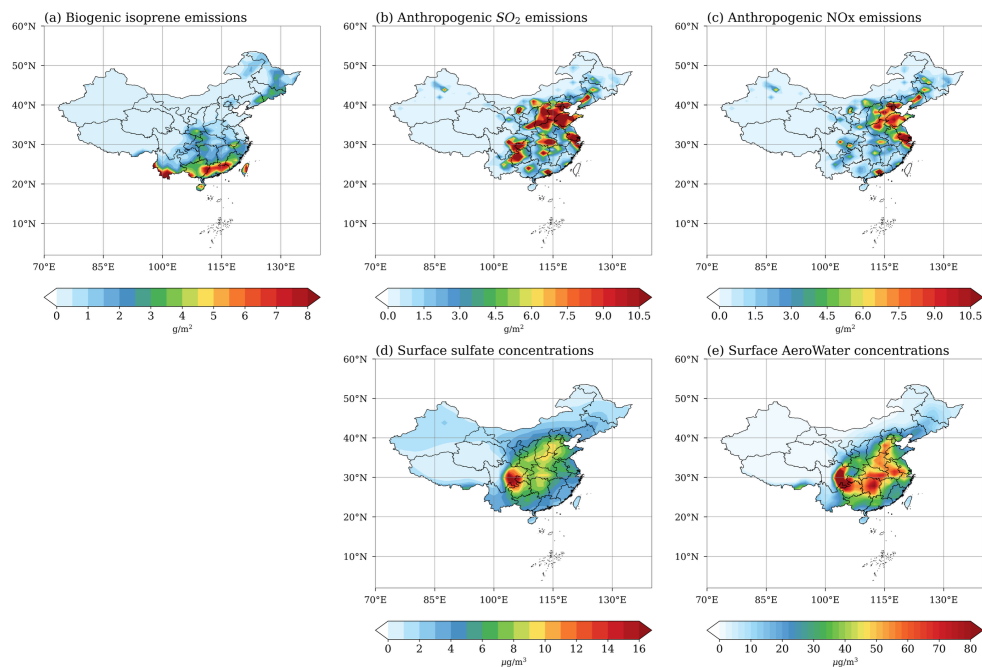 (a) Biogenic isoprene emissions
60°N
50°N
40°N
30°N
20°N
10°N
70°E 85°E 100°E 115°E 130°E
0 1 2 3 4 5 6 7 8
g/m²
(b) Anthropogenic SO₂ emissions
60°N
50°N
40°N
30°N
20°N
10°N
70°E 85°E 100°E 115°E 130°E
0.0 1.5 3.0 4.5 6.0 7.5 9.0 10.5
g/m²
(c) Anthropogenic NOx emissions
60°N
50°N
40°N
30°N
20°N
10°N
70°E 85°E 100°E 115°E 130°E
0.0 1.5 3.0 4.5 6.0 7.5 9.0 10.5
g/m²
(d) Surface sulfate concentrations
60°N
50°N
40°N
30°N
20°N
10°N
70°E 85°E 100°E 115°E 130°E
0 2 4 6 8 10 12 14 16
μg/m³
(e) Surface AeroWater concentrations
60°N
50°N
40°N
30°N
20°N
10°N
70°E 85°E 100°E 115°E 130°E
0 10 20 30 40 50 60 70 80
μg/m³